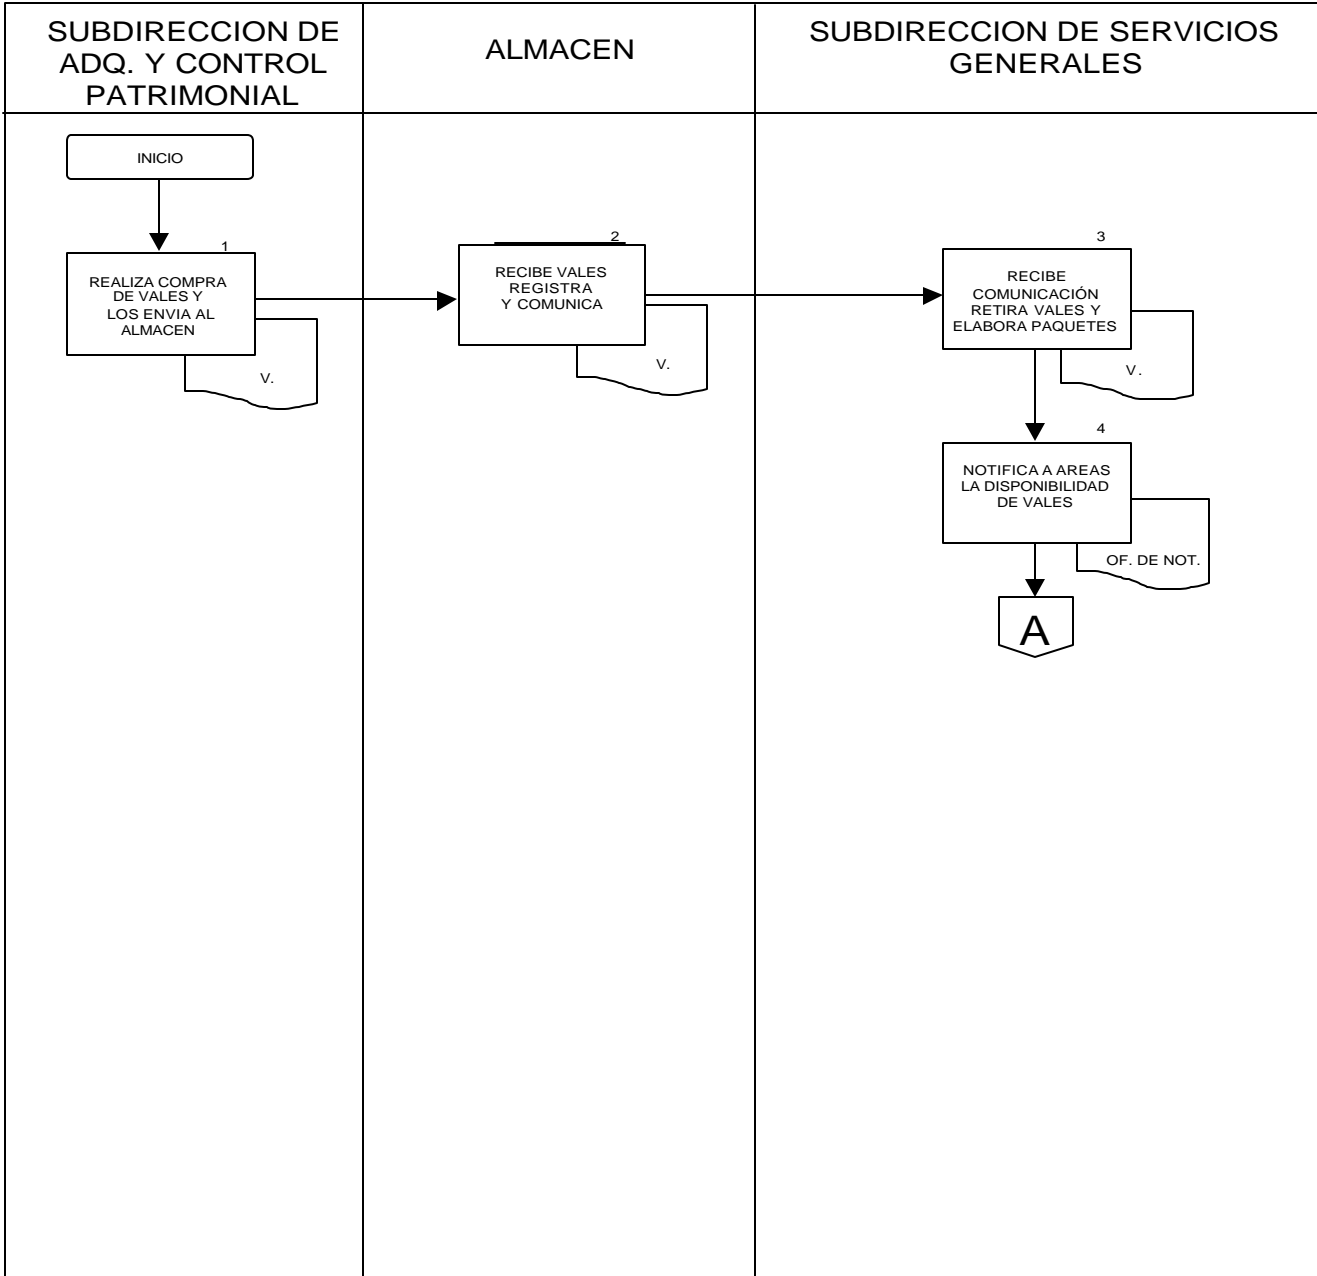 SUBDIRECCION DE
ADQ. Y CONTROL
PATRIMONIAL
ALMACEN
SUBDIRECCION DE SERVICIOS
GENERALES
INICIO
1
REALIZA COMPRA
DE VALES Y
LOS ENVIA AL
ALMACEN
V.
2
RECIBE VALES
REGISTRA
Y COMUNICA
V.
3
RECIBE
COMUNICACIÓN
RETIRA VALES Y
ELABORA PAQUETES
V.
4
NOTIFICA A AREAS
LA DISPONIBILIDAD
DE VALES
OF. DE NOT.
A